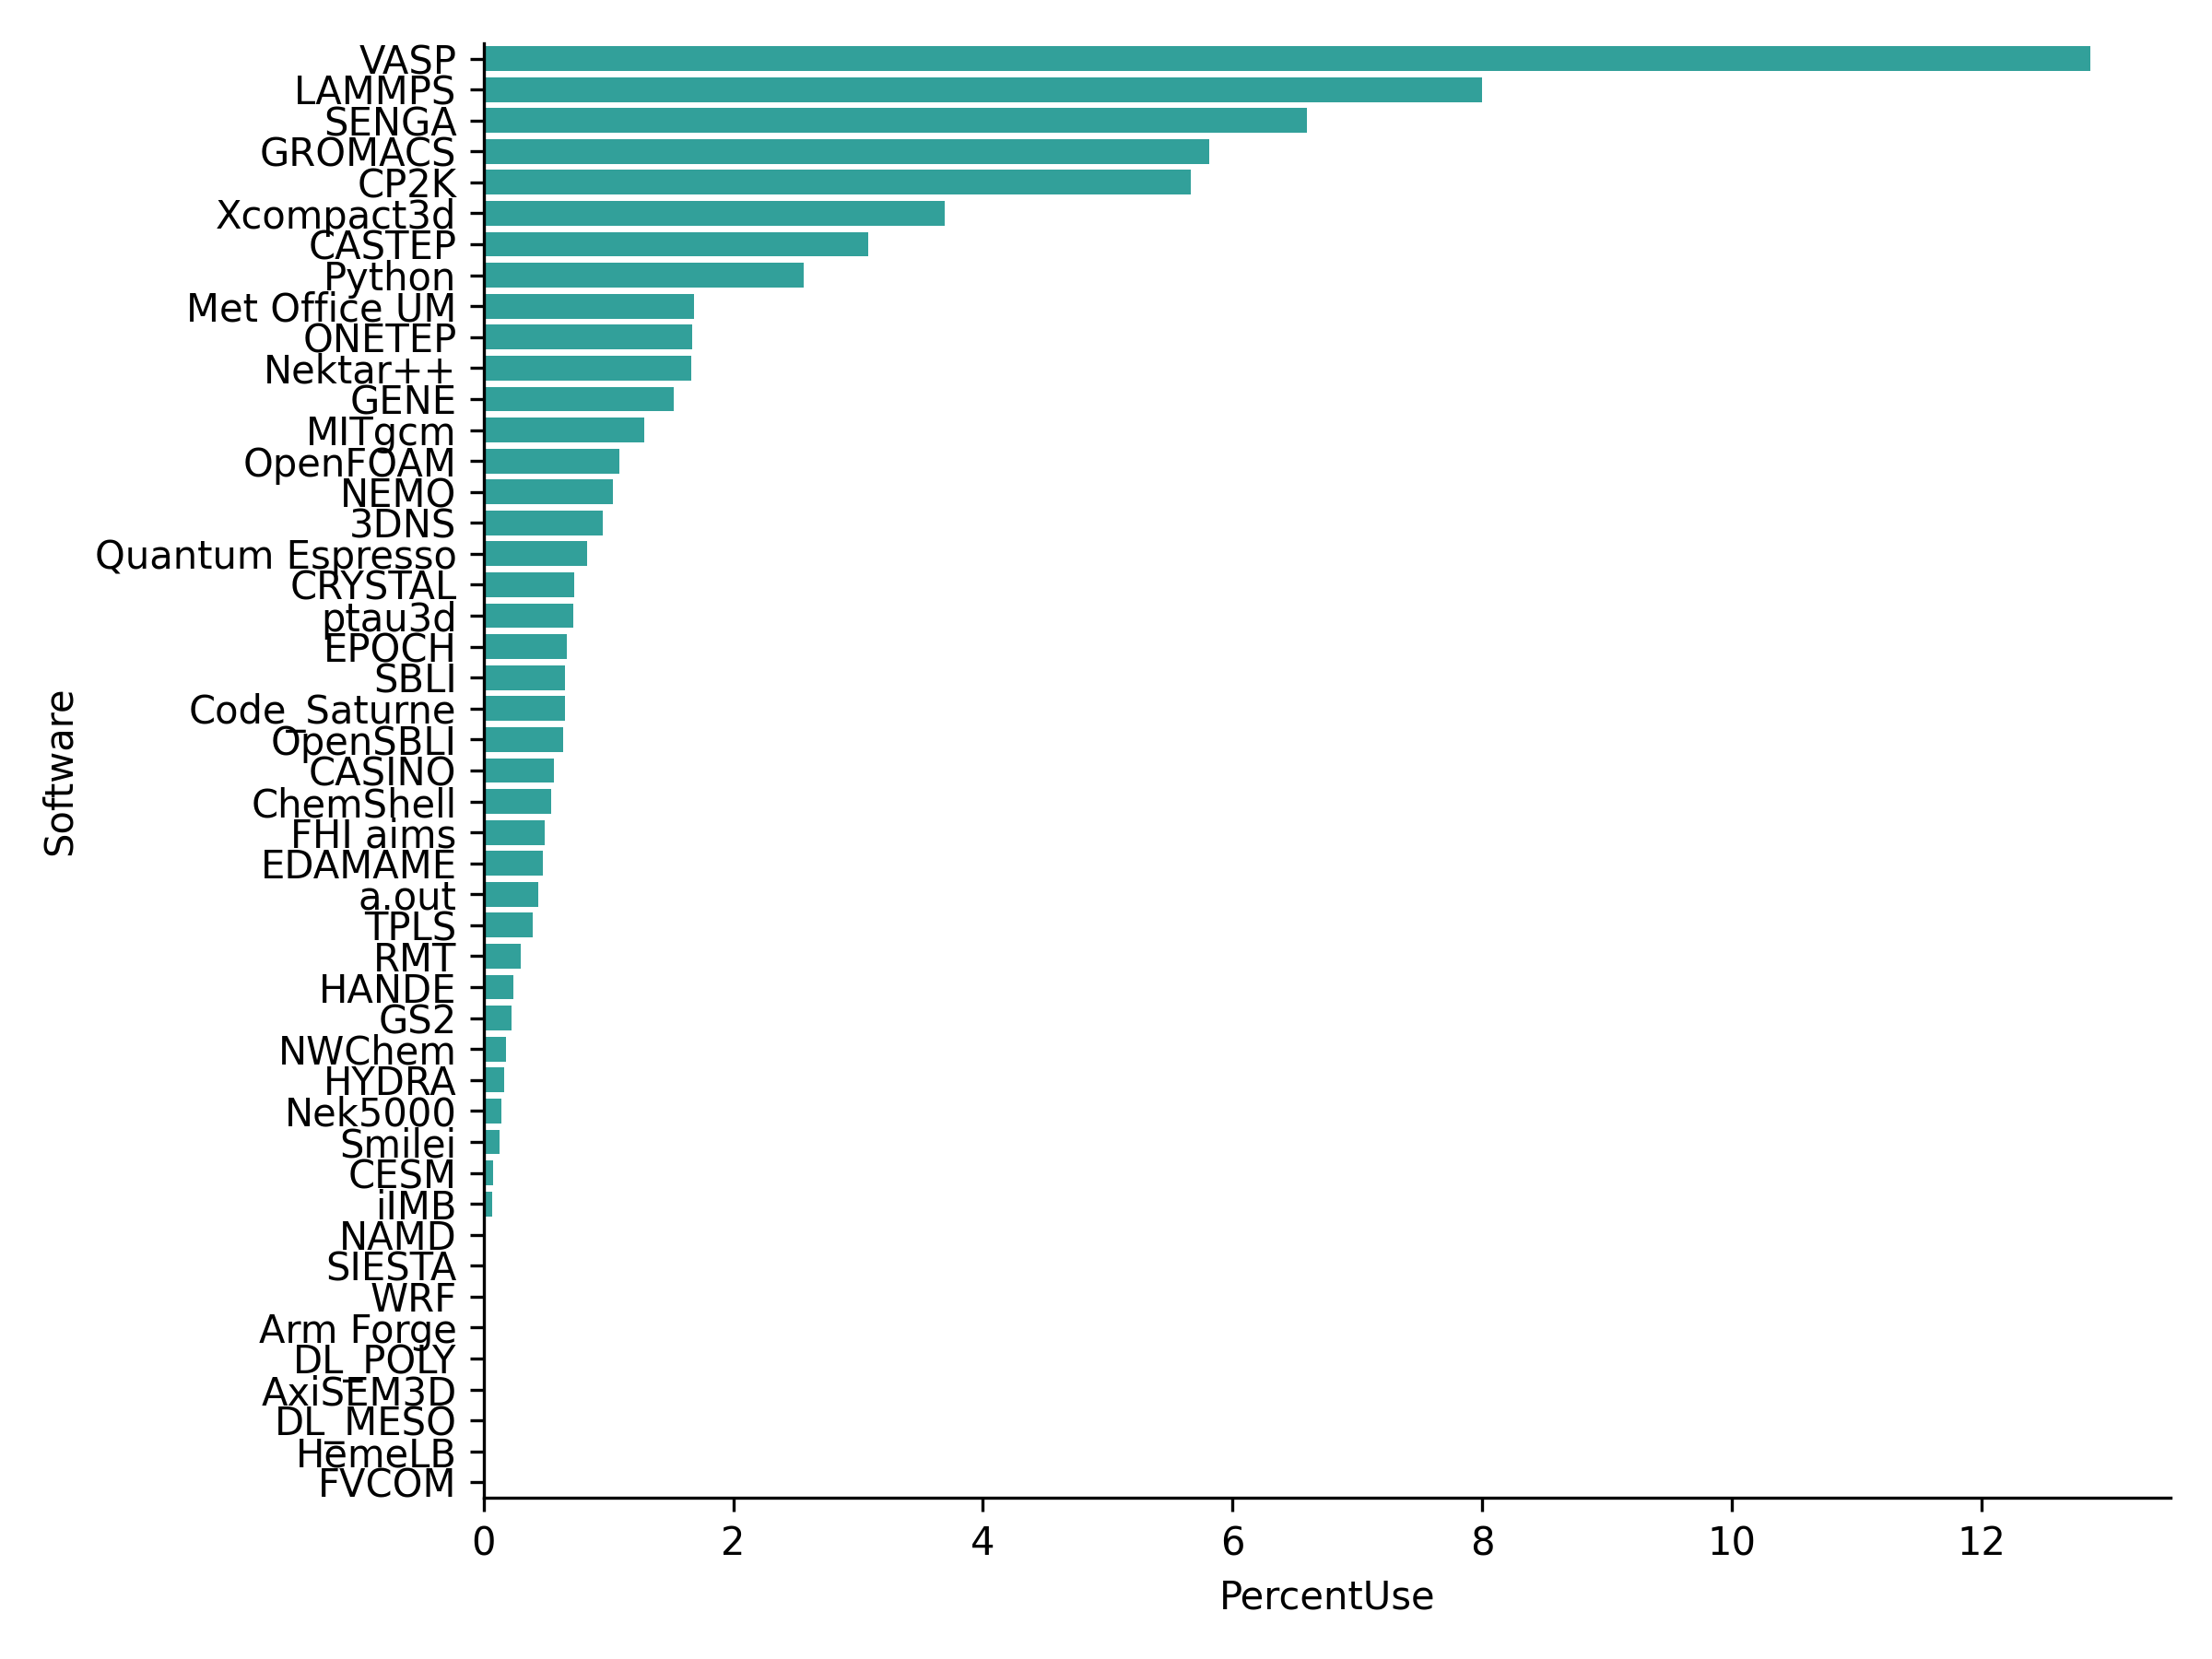 VASP
LAMMPS
SENGA
GROMACS
CP2K
Xcompact3d
CASTEP
Python
Met Office UM
ONETEP
Nektar++
GENE
MITgcm
OpenFOAM
NEMO
3DNS
Quantum Espresso
CRYSTAL
ptau3d
EPOCH
SBLI
Code_Saturne
OpenSBLI
CASINO
ChemShell
FHI aims
EDAMAME
a.out
TPLS
RMT
HANDE
GS2
NWChem
HYDRA
Nek5000
Smilei
CESM
iIMB
NAMD
SIESTA
WRF
Arm Forge
DL_POLY
AxiSEM3D
DL_MESO
HemeLB
FVCOM
Software
0 2 4 6 8 10 12
PercentUse